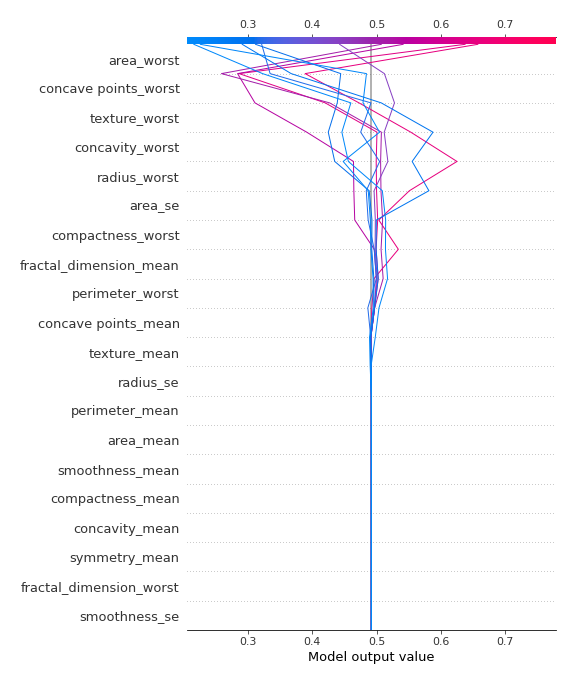 0.3 0.4 0.5 0.6 0.7
area_worst
concave points_worst
texture_worst
concavity_worst
radius_worst
area_se
compactness_worst
fractal_dimension_mean
perimeter_worst
concave points_mean
texture_mean
radius_se
perimeter_mean
area_mean
smoothness_mean
compactness_mean
concavity_mean
symmetry_mean
fractal_dimension_worst
smoothness_se
0.3 0.4 0.5 0.6 0.7
Model output value